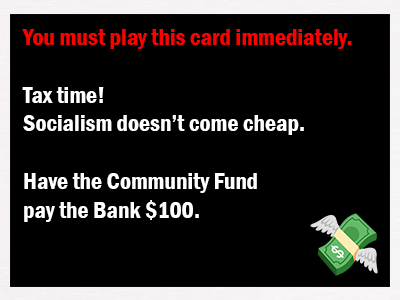 You must play this card immediately.
Tax time!
Socialism doesn’t come cheap.
Have the Community Fund
pay the Bank $100.
$